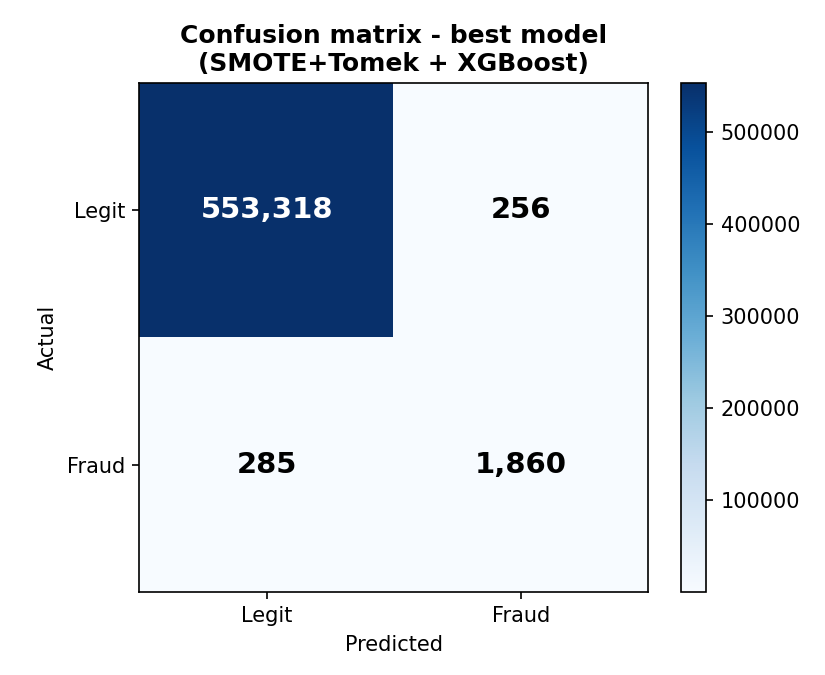 Confusion matrix - best model
(SMOTE+Tomek + XGBoost)
Legit
553,318
256
500000
400000
300000
200000
100000
Actual
Fraud
285
1,860
Legit
Fraud
Predicted